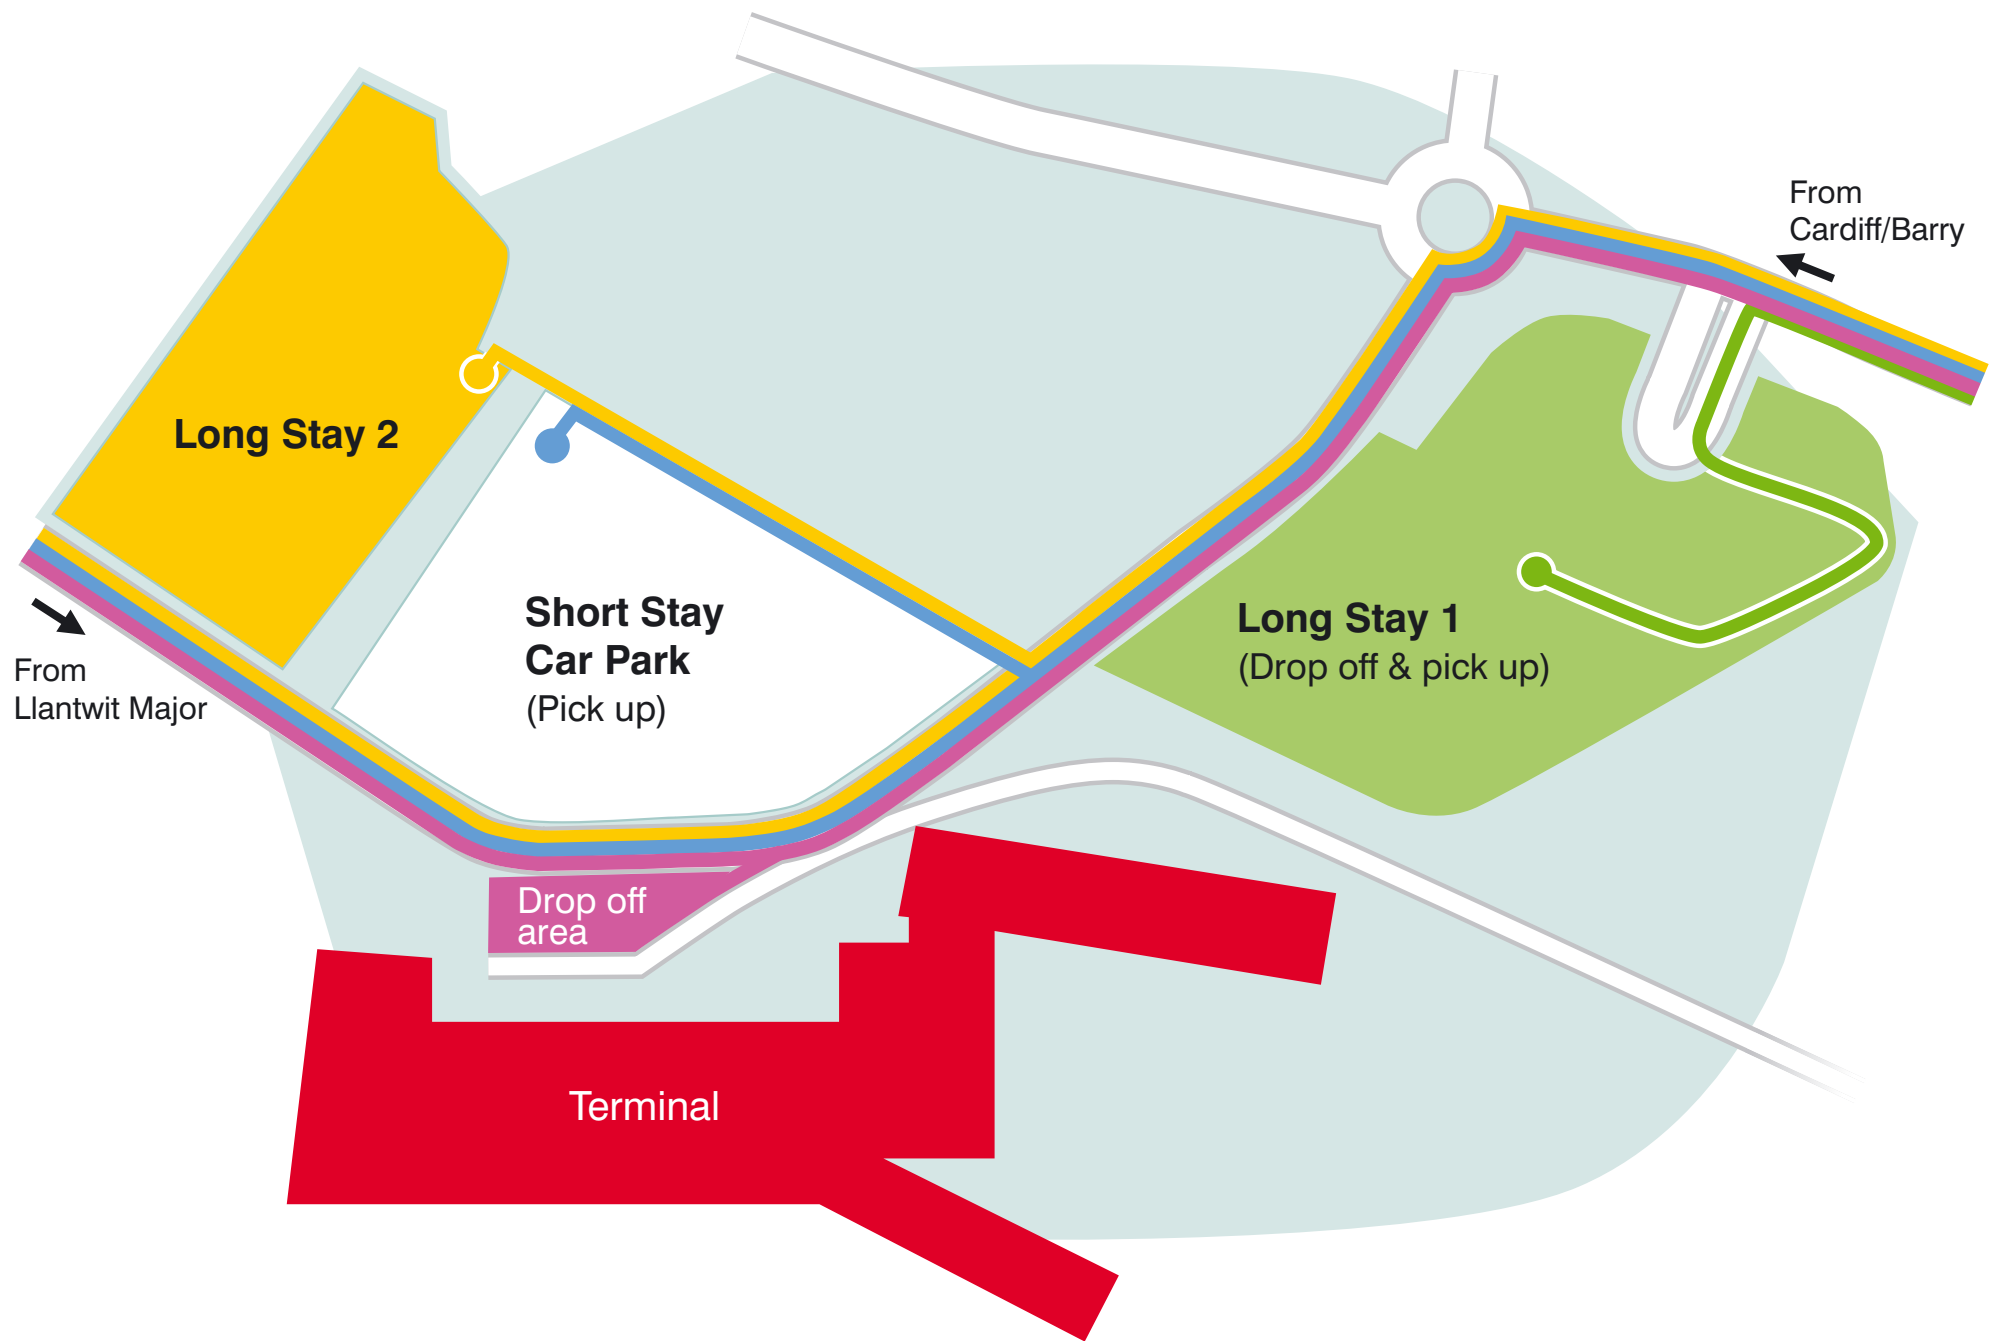 From
Cardiff/Barry
Long Stay 2
Short Stay
Car Park
(Pick up)
Long Stay 1
(Drop off & pick up)
From
Llantwit Major
Drop off
area
Terminal